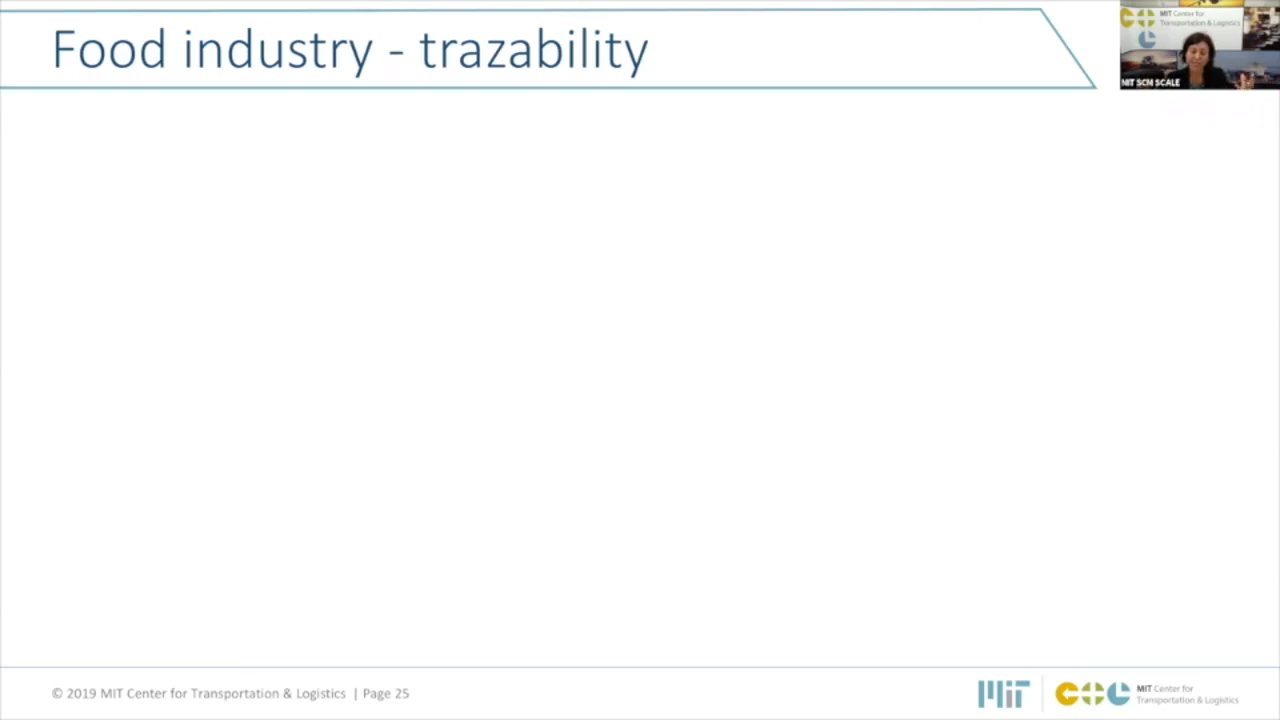 Food industry - trazability
MIT Center for
Transportation & Logistics
MIT SCM SCALE
© 2019 MIT Center for Transportation & Logistics | Page 25
MIT
MIT Center for
Transportation & Logistics